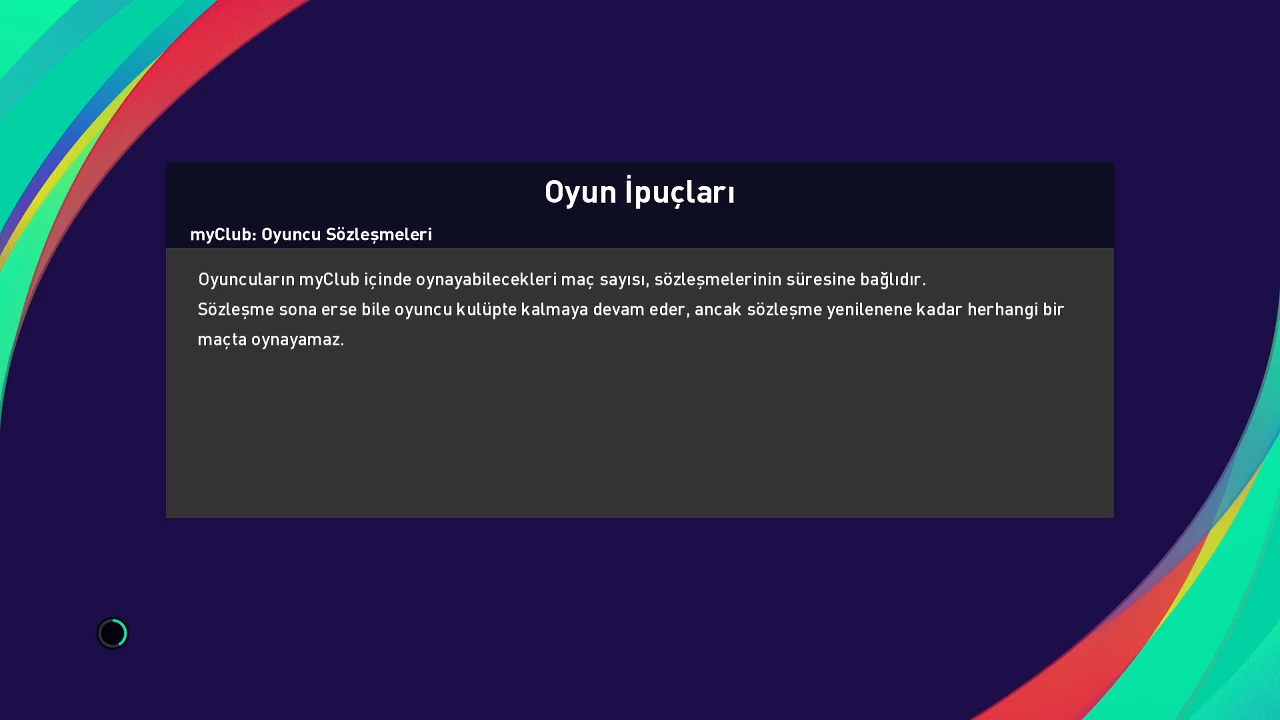 Oyun İpuçları
myClub: Oyuncu Sözleşmeleri
Oyuncuların myClub içinde oynayabilecekleri maç sayısı, sözleşmelerinin süresine bağlıdır.
Sözleşme sona erse bile oyuncu kulüpte kalmaya devam eder, ancak sözleşme yenilenene kadar herhangi bir
maçta oynayamaz.